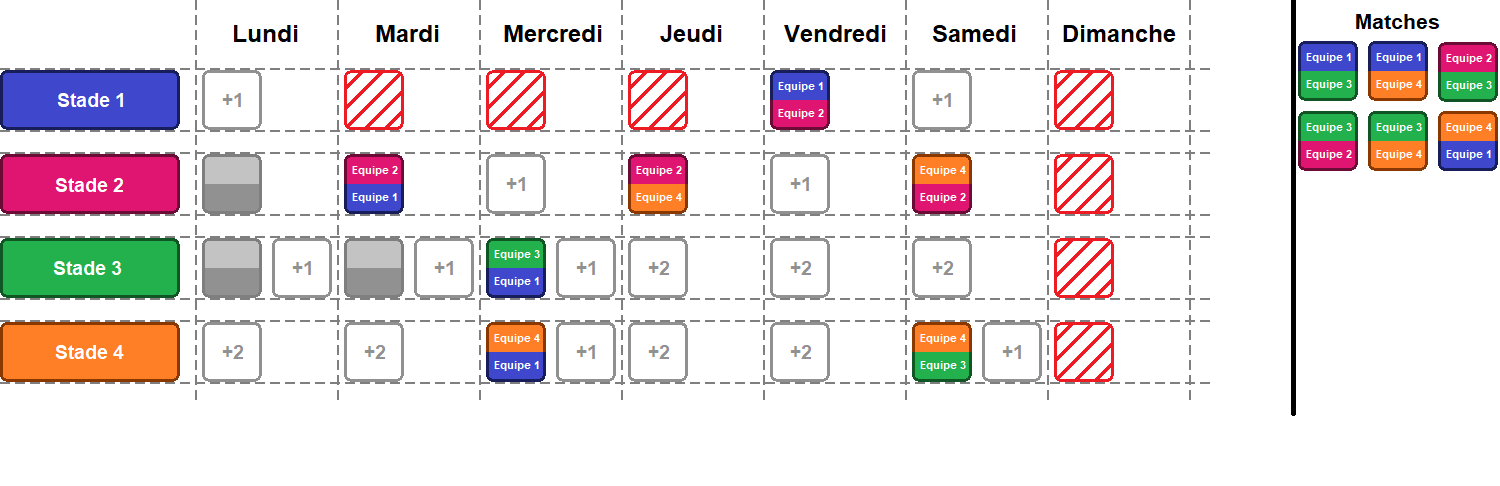 Lundi Mardi Mercredi Jeudi Vendredi Samedi Dimanche
Stade 1 +1 Equipe 1 +1
Equipe 2
Stade 2 Equipe 2 +1 Equipe 2 +1 Equipe 4
Equipe 1 Equipe 4 Equipe 2
Stade 3 +1 +1 Equipe 3 +1 +2 +2 +2
Equipe 1
Stade 4 +2 +2 Equipe 4 +1 +2 +2 Equipe 4 +1
Equipe 1 Equipe 3
Matches
Equipe 1 Equipe 1 Equipe 2
Equipe 3 Equipe 4 Equipe 3
Equipe 3 Equipe 3 Equipe 4
Equipe 2 Equipe 4 Equipe 1